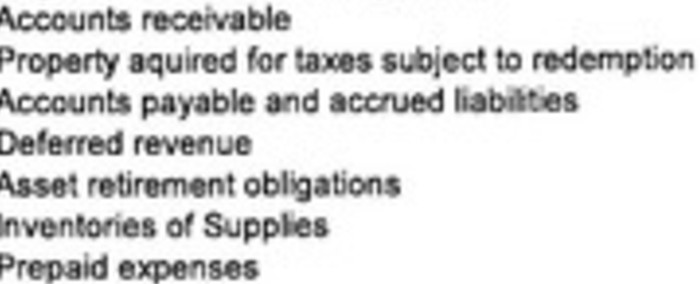 Accounts receivable
Property aquired for taxes subject to redemption
Accounts payable and accrued liabilities
Deferred revenue
Asset retirement obligations
Inventories of Supplies
Prepaid expenses